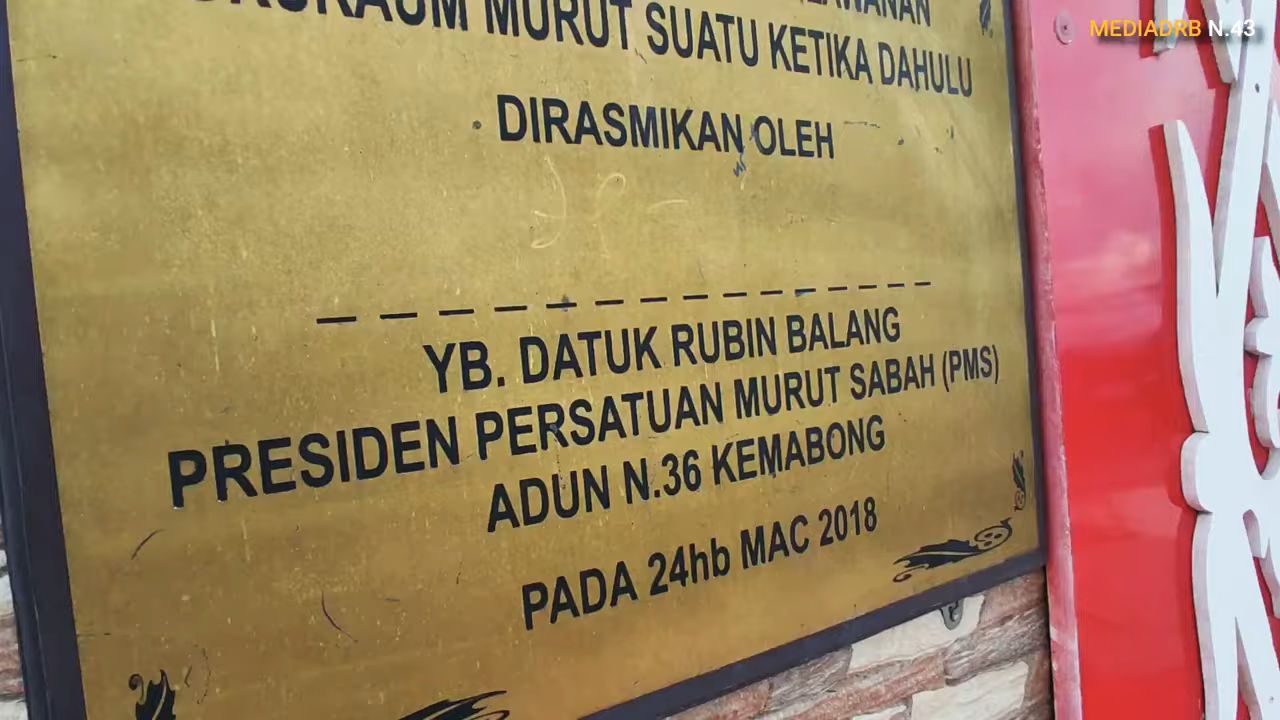 MURUT SUATU KETIKA DAHULU
DIRASMIKAN OLEH
YB. DATUK RUBIN BALANG
PRESIDEN PERSATUAN MURUT SABAH (PMS)
ADUN N.36 KEMABONG
PADA 24hb MAC 2018
MEDIADRB N.43